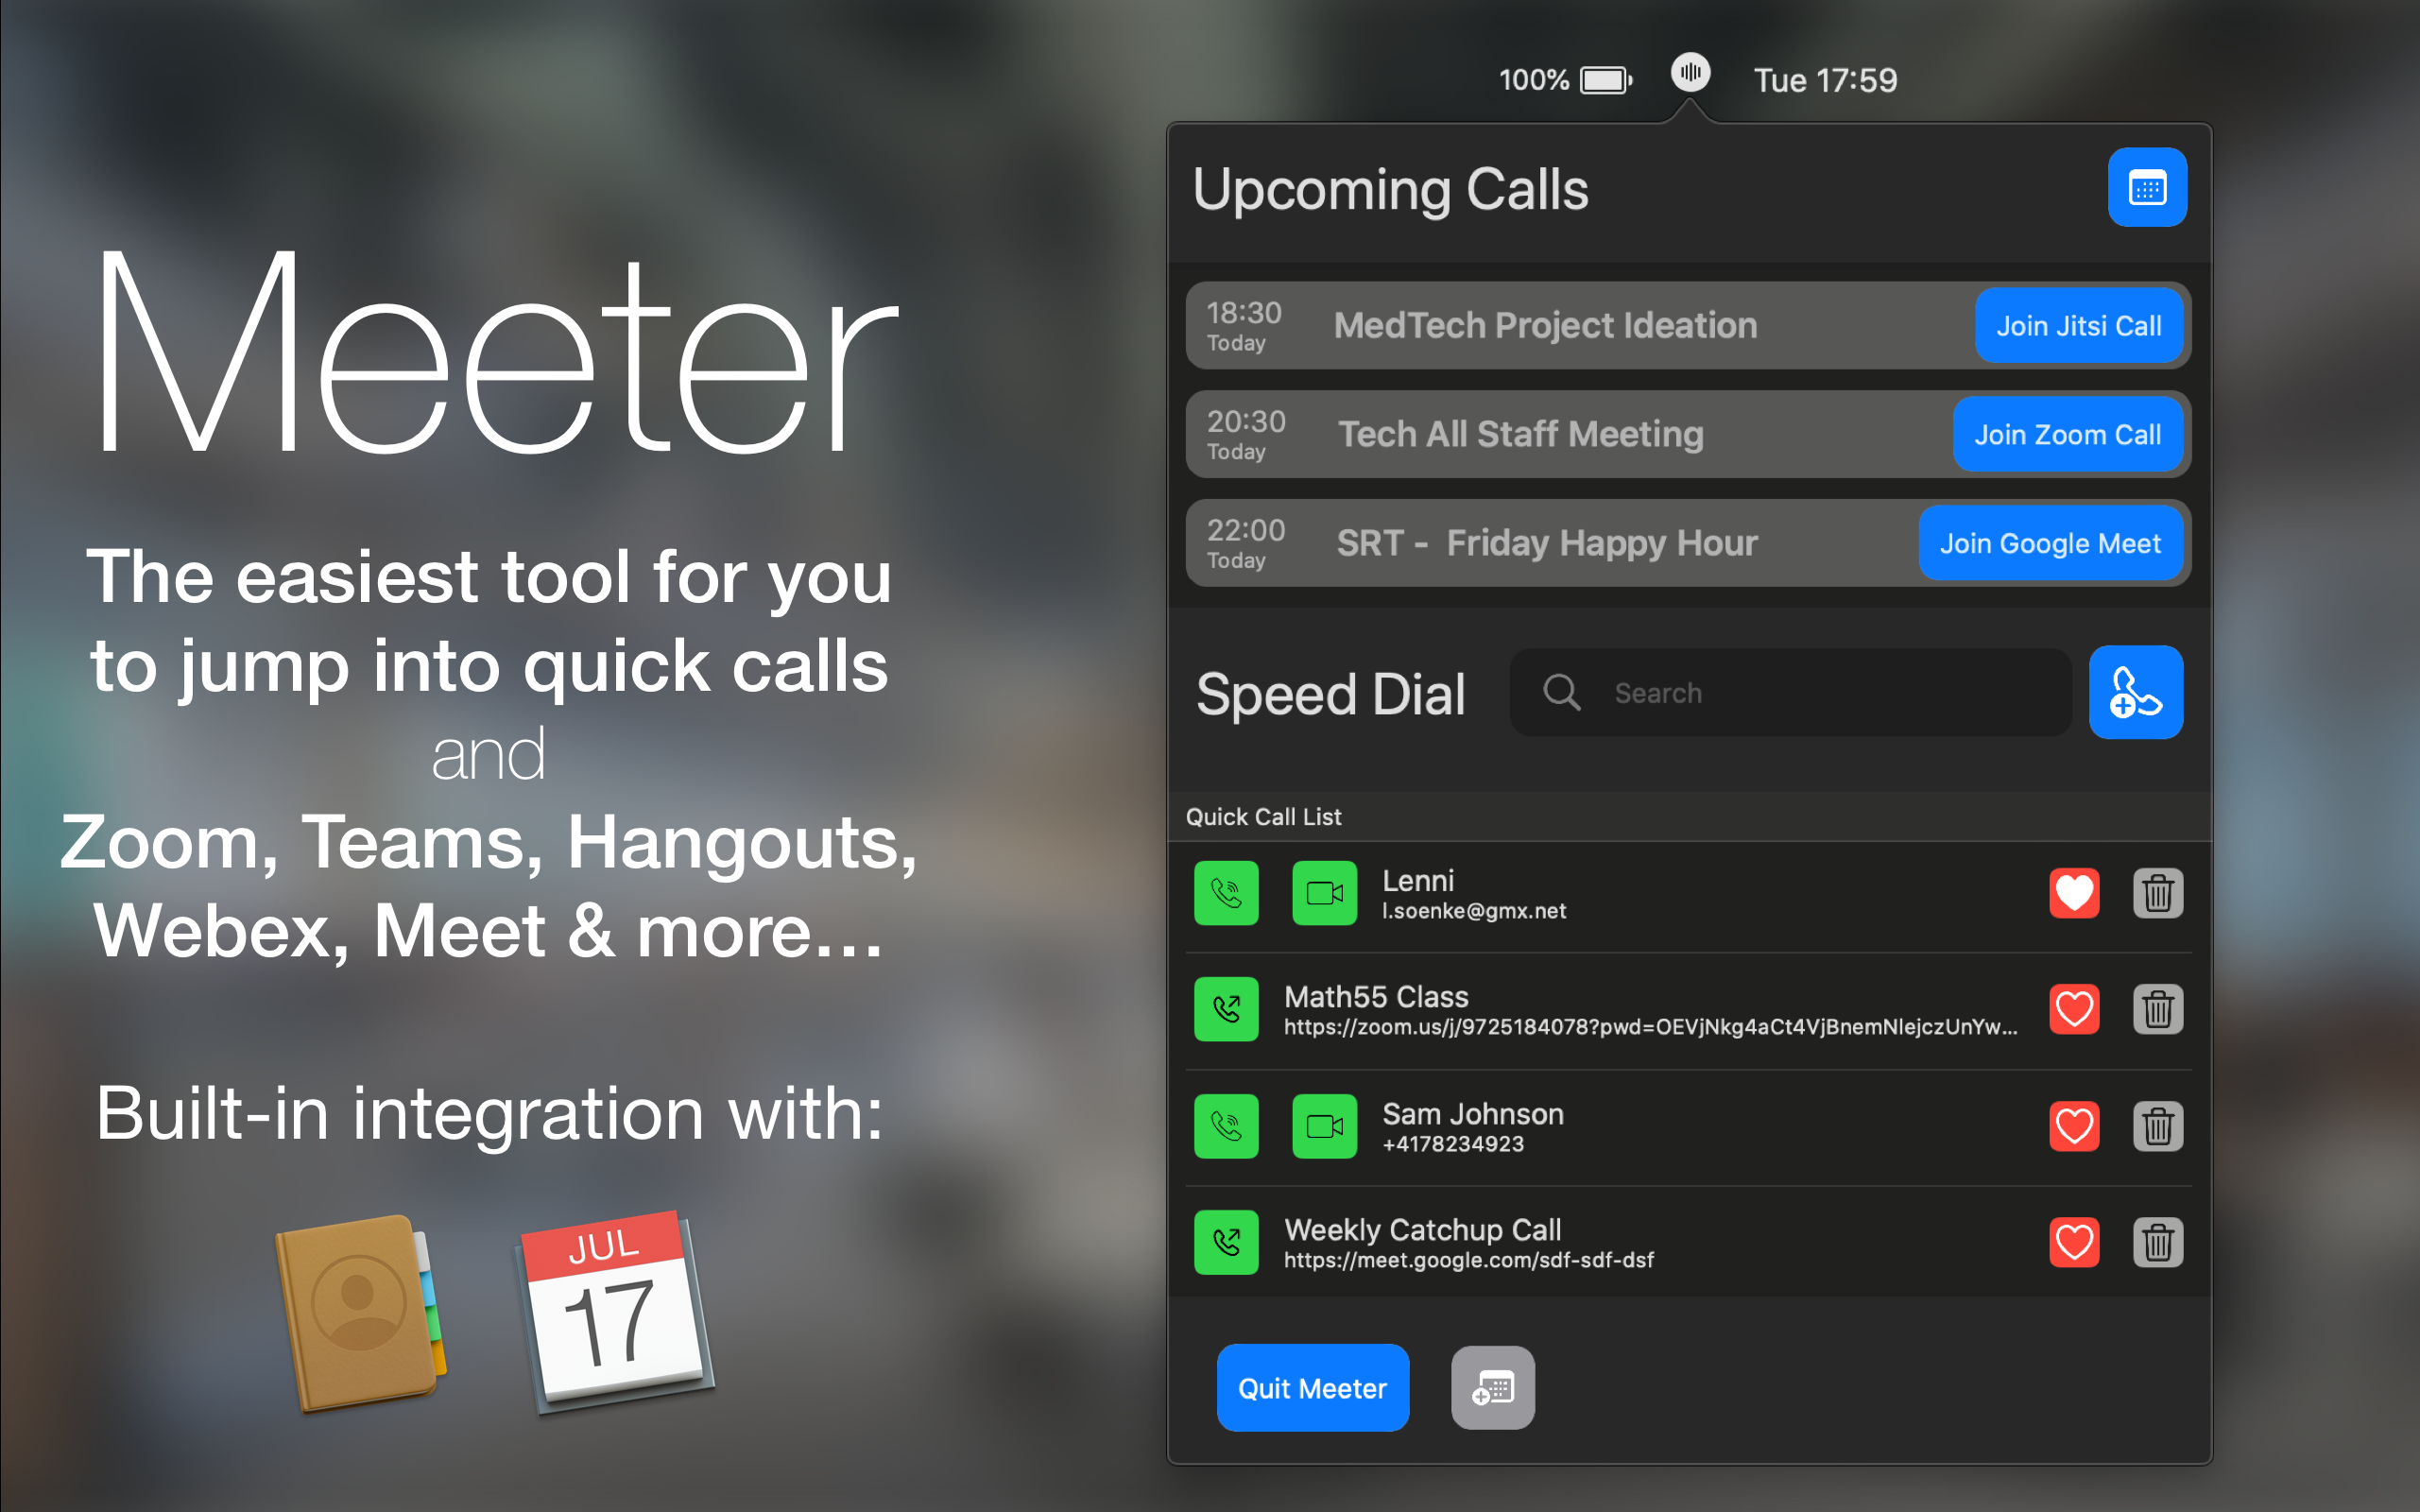 Meeter
The easiest tool for you
to jump into quick calls
and
Zoom, Teams, Hangouts,
Webex, Meet & more...
Built-in integration with:
JUL
17
100%
Tue 17:59
Upcoming Calls
18:30
Today
MedTech Project Ideation
Join Jitsi Call
20:30
Today
Tech All Staff Meeting
Join Zoom Call
22:00
Today
SRT -  Friday Happy Hour
Join Google Meet
Speed Dial
Search
Quick Call List
Lenni
l.soenke@gmx.net
Math55 Class
https://zoom.us/j/9725184078?pwd=OEVjNkg4aCt4VjBnemNlejczUnYw...
Sam Johnson
+4178234923
Weekly Catchup Call
https://meet.google.com/sdf-sdf-dsf
Quit Meeter